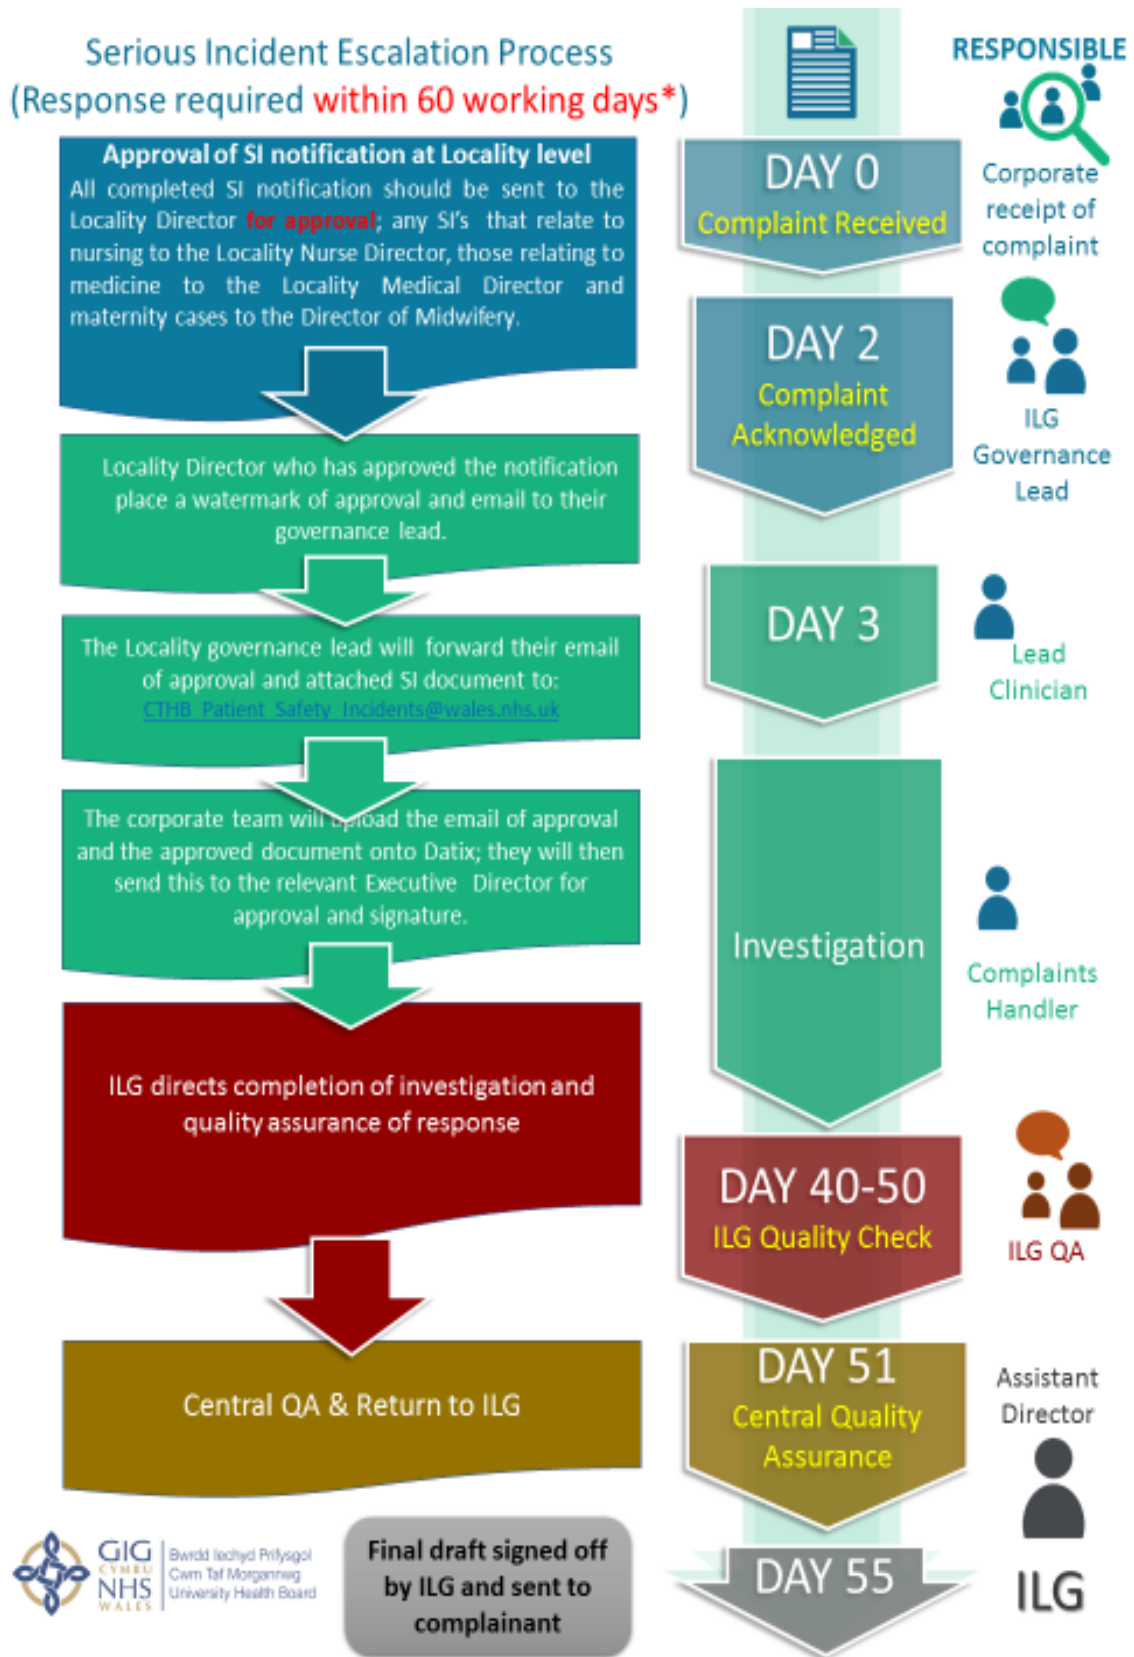 Serious Incident Escalation Process
(Response required within 60 working days*)
Approval of SI notification at Locality level
All completed SI notification should be sent to the
Locality Director for approval; any SI's that relate to
nursing to the Locality Nurse Director, those relating to
medicine to the Locality Medical Director and
maternity cases to the Director of Midwifery.
Locality Director who has approved the notification
place a watermark of approval and email to their
governance lead.
The Locality governance lead will forward their email
of approval and attached SI document to:
CTHB_Patient_Safety_Incidents@wales.nhs.uk
The corporate team will upload the email of approval
and the approved document onto Datix; they will then
send this to the relevant Executive Director for
approval and signature.
ILG directs completion of investigation and
quality assurance of response
Central QA & Return to ILG
GIG
CYMRU
NHS
WALES
Bwrdd Iechyd Prifysgol
Cwm Taf Morgannwg
University Health Board
Final draft signed off
by ILG and sent to
complainant
RESPONSIBLE
DAY 0
Complaint Received
Corporate
receipt of
complaint
DAY 2
Complaint
Acknowledged
ILG
Governance
Lead
DAY 3
Lead
Clinician
Investigation
Complaints
Handler
DAY 40-50
ILG Quality Check
ILG QA
DAY 51
Central Quality
Assurance
Assistant
Director
DAY 55
ILG